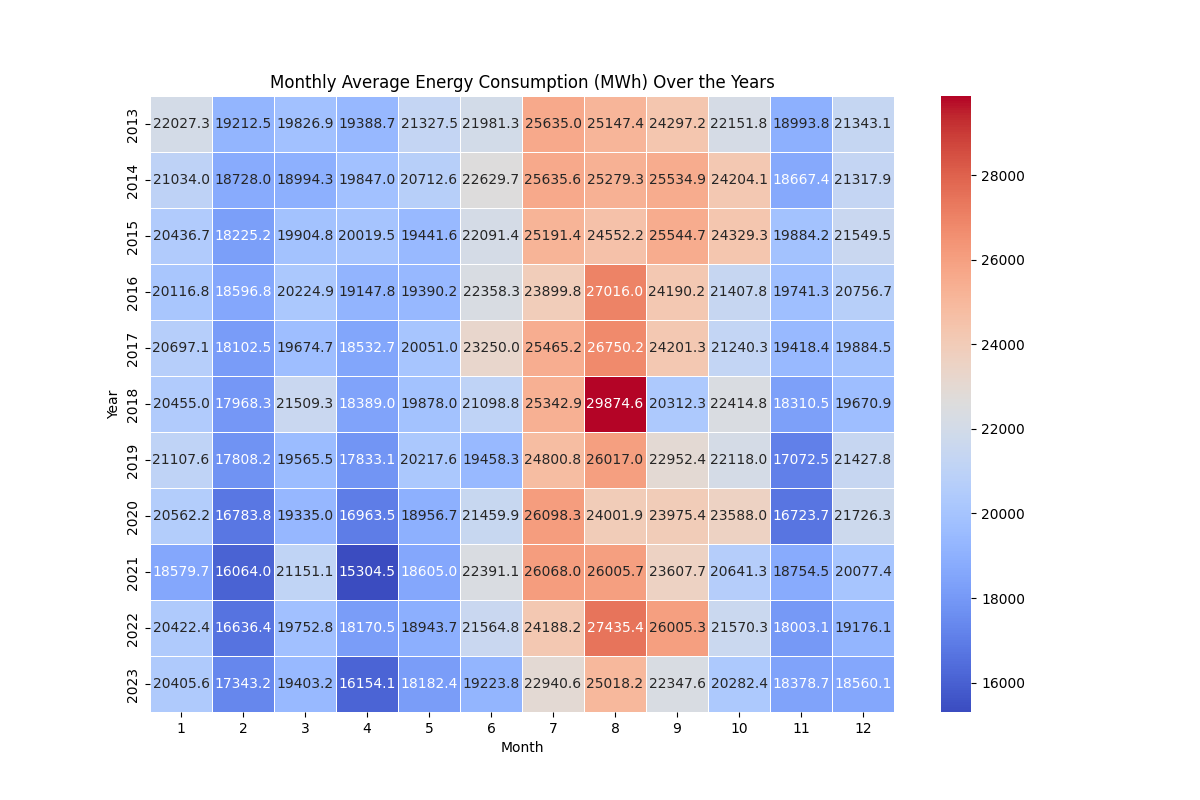 Monthly Average Energy Consumption (MWh) Over the Years
2013 22027.3 19212.5 19826.9 19388.7 21327.5 21981.3 25635.0 25147.4 24297.2 22151.8 18993.8 21343.1
2014 21034.0 18728.0 18994.3 19847.0 20712.6 22629.7 25635.6 25279.3 25534.9 24204.1 18667.4 21317.9
28000
2015 20436.7 18225.2 19904.8 20019.5 19441.6 22091.4 25191.4 24552.2 25544.7 24329.3 19884.2 21549.5
26000
2016 20116.8 18596.8 20224.9 19147.8 19390.2 22358.3 23899.8 27016.0 24190.2 21407.8 19741.3 20756.7
2017 20697.1 18102.5 19674.7 18532.7 20051.0 23250.0 25465.2 26750.2 24201.3 21240.3 19418.4 19884.5
24000
Year
2018 20455.0 17968.3 21509.3 18389.0 19878.0 21098.8 25342.9 29874.6 20312.3 22414.8 18310.5 19670.9
22000
2019 21107.6 17808.2 19565.5 17833.1 20217.6 19458.3 24800.8 26017.0 22952.4 22118.0 17072.5 21427.8
2020 20562.2 16783.8 19335.0 16963.5 18956.7 21459.9 26098.3 24001.9 23975.4 23588.0 16723.7 21726.3
20000
2021 18579.7 16064.0 21151.1 15304.5 18605.0 22391.1 26068.0 26005.7 23607.7 20641.3 18754.5 20077.4
18000
2022 20422.4 16636.4 19752.8 18170.5 18943.7 21564.8 24188.2 27435.4 26005.3 21570.3 18003.1 19176.1
2023 20405.6 17343.2 19403.2 16154.1 18182.4 19223.8 22940.6 25018.2 22347.6 20282.4 18378.7 18560.1
16000
1 2 3 4 5 6 7 8 9 10 11 12
Month